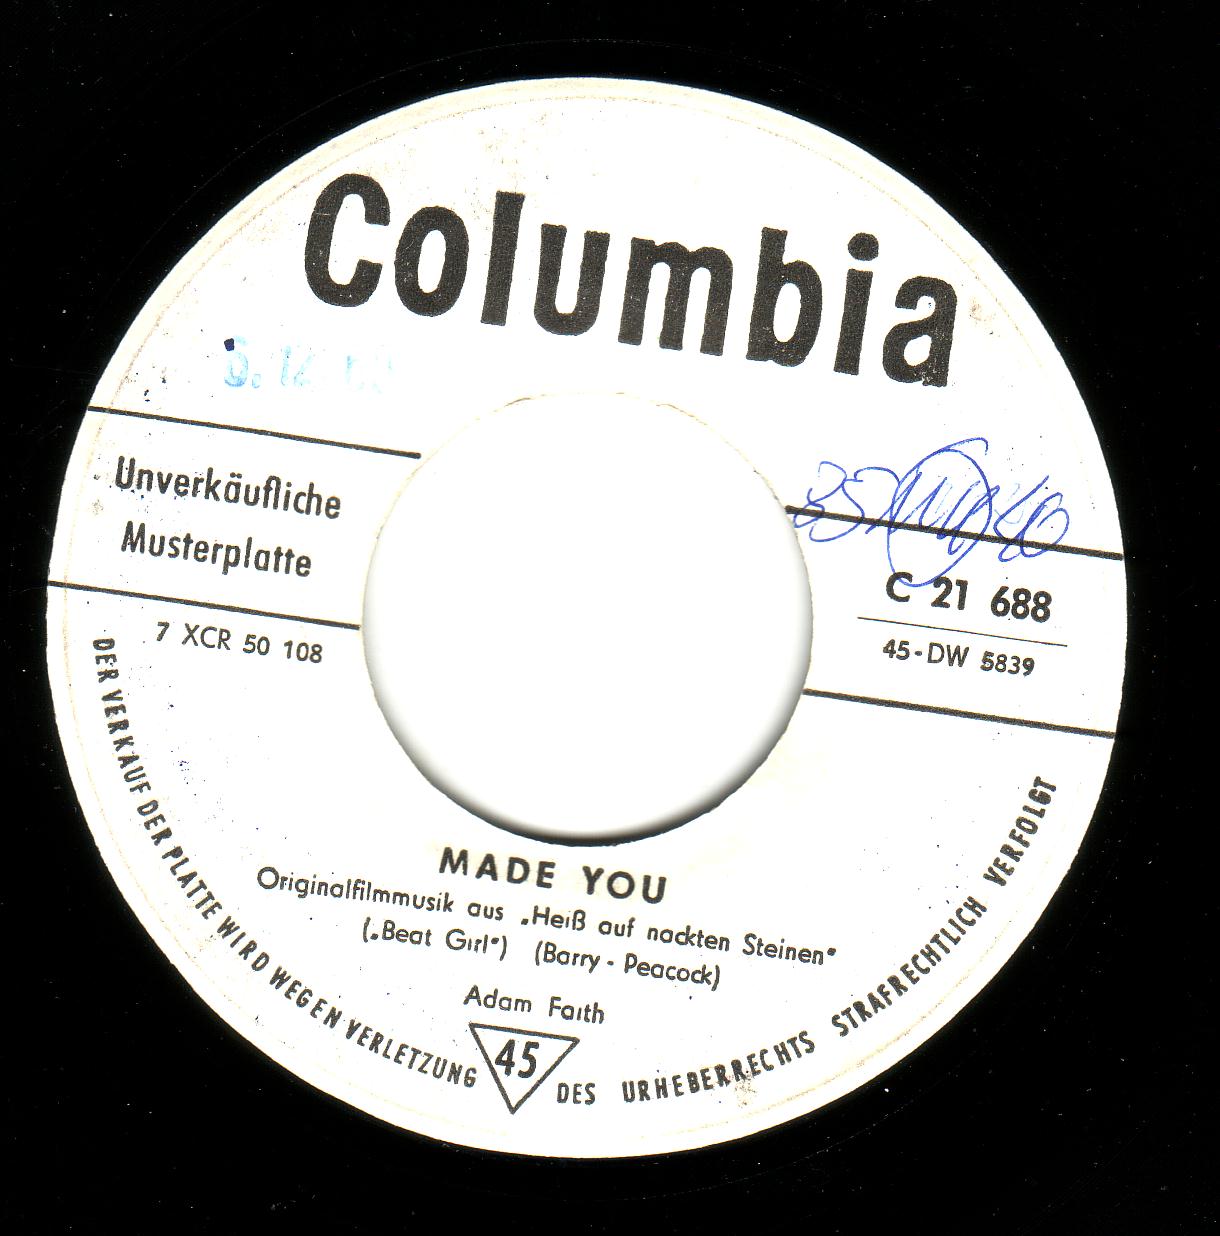 Columbia
Unverkäufliche
Musterplatte
7 XCR 50 108
C 21 688
45-DW 5839
MADE YOU
Originalfilmmusik aus „Heiß auf nackten Steinen"
(„Beat Girl") (Barry - Peacock)
Adam Faith
45
DER VERKAUF DER PLATTE WIRD WEGEN VERLETZUNG DES URHEBERRECHTS STRAFRECHTLICH VERFOLGT